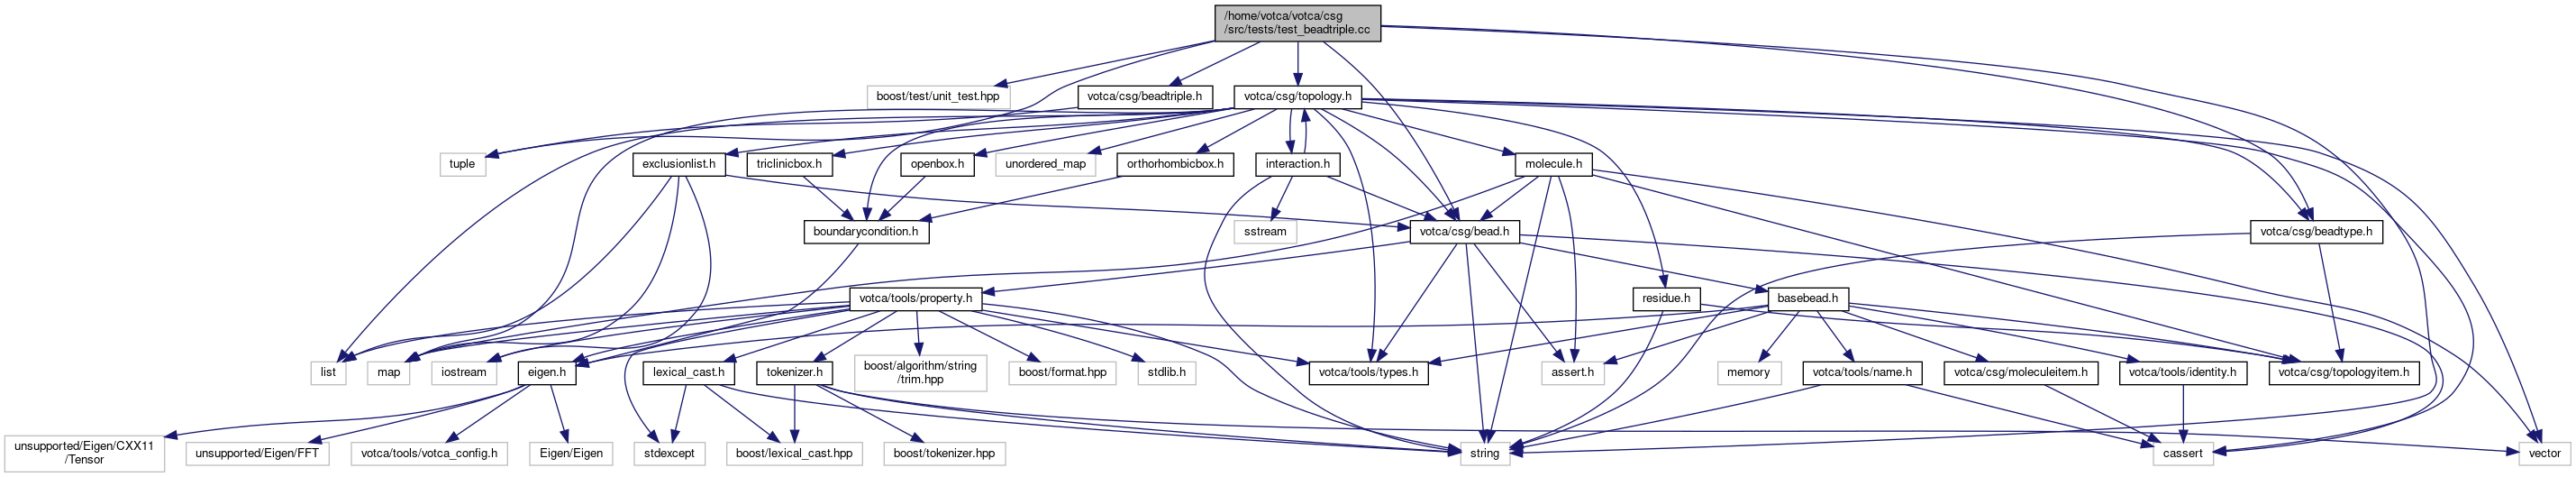 /home/votca/votca/csg
/src/tests/test_beadtriple.cc
boost/test/unit_test.hpp
votca/csg/beadtriple.h
votca/csg/topology.h
tuple
exclusionlist.h
triclinicbox.h
openbox.h
unordered_map
orthorhombicbox.h
interaction.h
molecule.h
boundarycondition.h
sstream
votca/csg/bead.h
votca/csg/beadtype.h
votca/tools/property.h
residue.h
basebead.h
list
map
iostream
eigen.h
lexical_cast.h
tokenizer.h
boost/algorithm/string
/trim.hpp
boost/format.hpp
stdlib.h
votca/tools/types.h
assert.h
memory
votca/tools/name.h
votca/csg/moleculeitem.h
votca/tools/identity.h
votca/csg/topologyitem.h
unsupported/Eigen/CXX11
/Tensor
unsupported/Eigen/FFT
votca/tools/votca_config.h
Eigen/Eigen
stdexcept
boost/lexical_cast.hpp
boost/tokenizer.hpp
string
cassert
vector